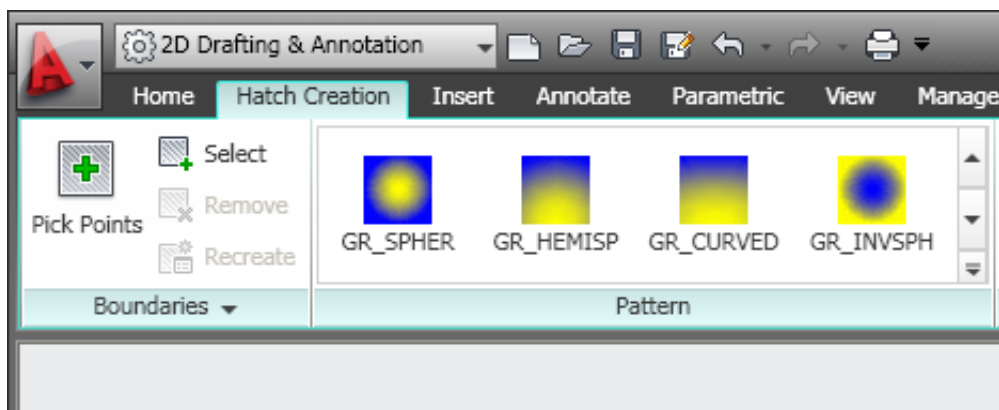 2D Drafting & Annotation
Home Hatch Creation Insert Annotate Parametric View Manage
Pick Points
Select
Remove
Recreate
GR_SPHER GR_HEMISP GR_CURVED GR_INVSPH
Boundaries Pattern